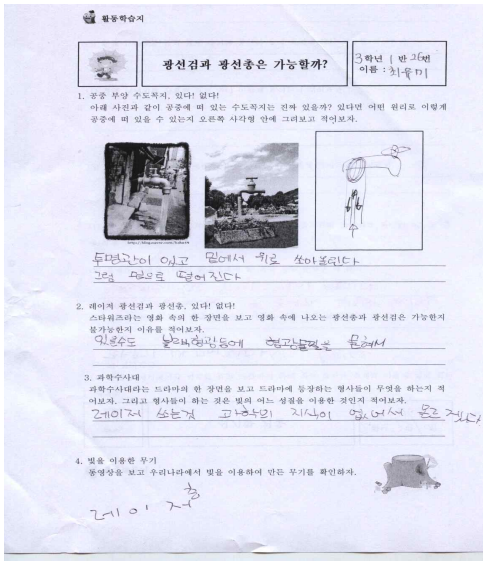 활동학습지
광선검과 광선총은 가능할까?
3학년 1 반 26번
이름 : 최유미
1. 공중 부양 수도꼭지, 있다! 없다!
아래 사진과 같이 공중에 떠 있는 수도꼭지는 진짜 있을까? 있다면 어떤 원리로 이렇게
공중에 떠 있을 수 있는지 오른쪽 사각형 안에 그려보고 적어보자.
투명관이 있고 밑에서 위로 쏘아올린다
그럼 옆으로 떨어진다
2. 레이저 광선검과 광선총, 있다! 없다!
스타워즈라는 영화 속의 한 장면을 보고 영화 속에 나오는 광선총과 광선검은 가능한지
불가능한지 이유를 적어보자.
있을수도 형광등에
3. 과학수사대
과학수사대라는 드라마의 한 장면을 보고 드라마에 등장하는 형사들이 무엇을 하는지 적
어보자. 그리고 형사들이 하는 것은 빛의 어느 성질을 이용한 것인지 적어보자.
레이저 쓰는것 과학의 지식이 없어서 모르겠다
4. 빛을 이용한 무기
동영상을 보고 우리나라에서 빛을 이용하여 만든 무기를 확인하자.
레이저총